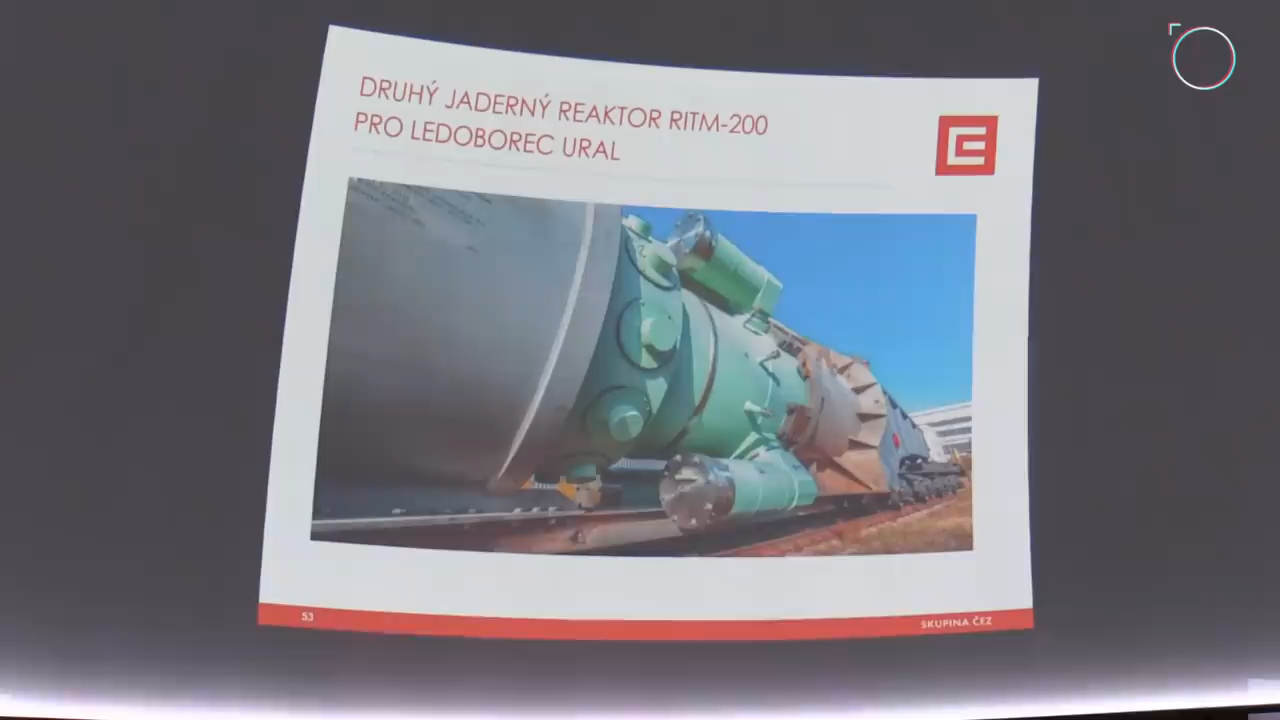 DRUHÝ JADERNÝ REAKTOR RITM-200
PRO LEDOBOREC URAL
53
SKUPINA ČEZ